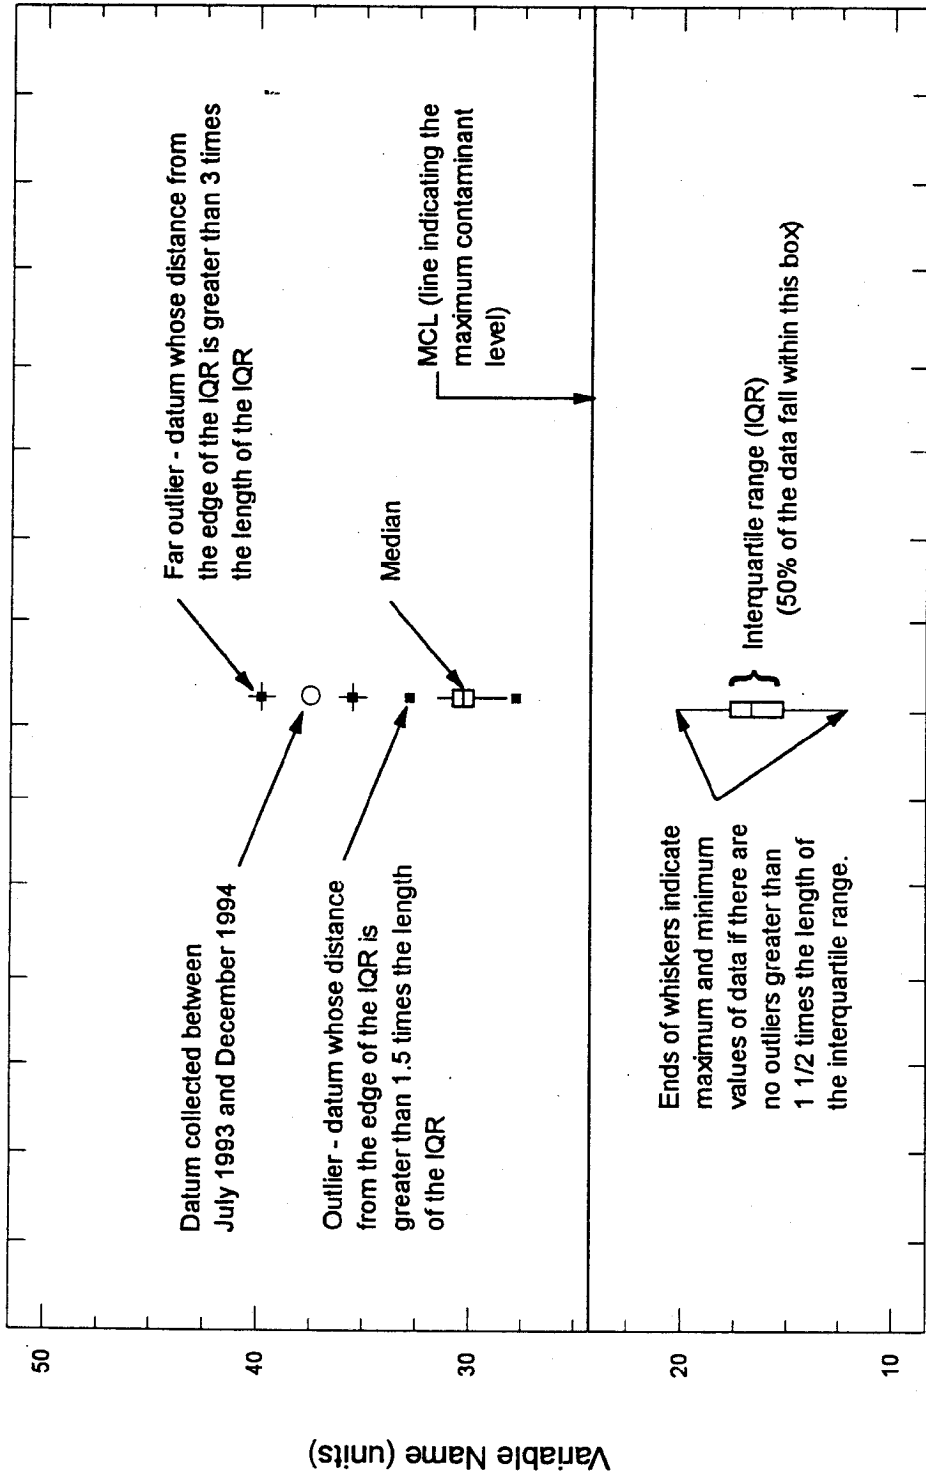 Variable Name (units)
50
40
30
20
10
Far outlier - datum whose distance from
the edge of the IQR is greater than 3 times
the length of the IQR
Datum collected between
July 1993 and December 1994
Outlier - datum whose distance
from the edge of the IQR is
greater than 1.5 times the length
of the IQR
Median
MCL (line indicating the
maximum contaminant
level)
Ends of whiskers indicate
maximum and minimum
values of data if there are
no outliers greater than
1 1/2 times the length of
the interquartile range.
Interquartile range (IQR)
(50% of the data fall within this box)